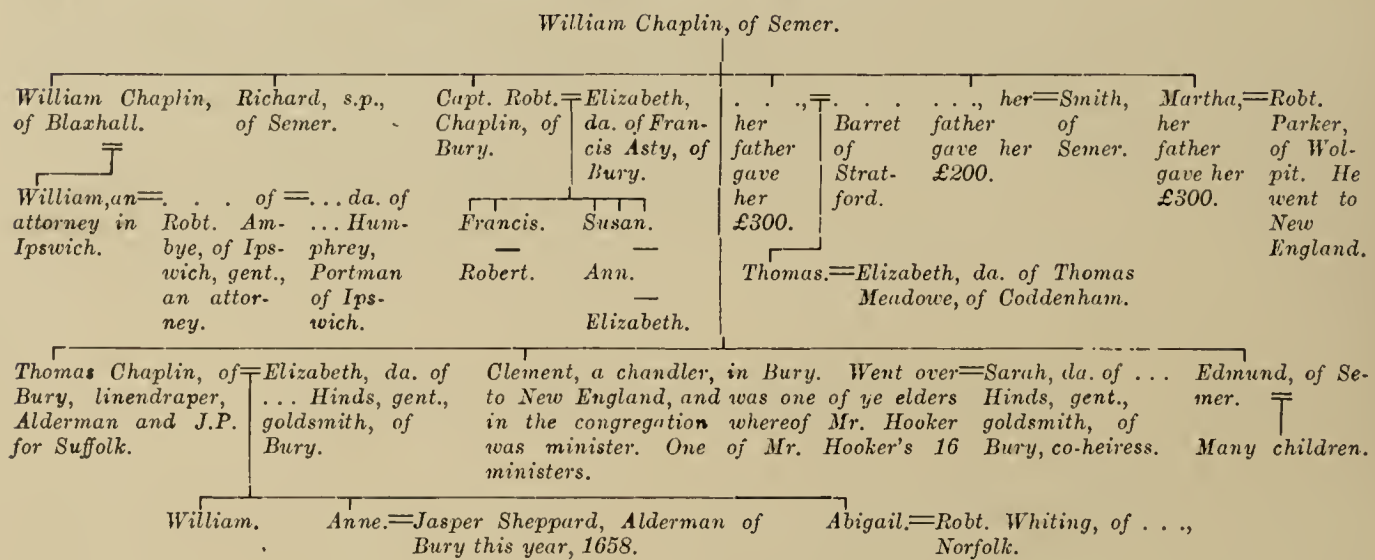 William Chaplin, of Semer.
William Chaplin, of Blaxhall.
Richard, s.p., of Semer.
Capt. Robt. Chaplin, of Bury.
=Elizabeth, da. of Francis Asty, of Bury.
. . ., her father gave her £300.
= . . . Barret of Stratford.
. . ., her father gave her £200.
=Smith, of Semer.
Martha, her father gave her £300.
=Robt. Parker, of Wolpit. He went to New England.
William, an attorney in Ipswich.
=. . . of Robt. Ambye, of Ipswich, gent., an attorney.
=... da. of ... Humphrey, Portman of Ipswich.
Francis.
—
Robert.
Susan.
—
Ann.
—
Elizabeth.
Thomas.=Elizabeth, da. of Thomas
Meadowe, of Coddenham.
Thomas Chaplin, of
Bury, linendraper,
Alderman and J.P.
for Suffolk.
=Elizabeth, da. of
... Hinds, gent.,
goldsmith, of
Bury.
Clement, a chandler, in Bury. Went over
to New England, and was one of ye elders
in the congregation whereof Mr. Hooker
was minister. One of Mr. Hooker's 16
ministers.
=Sarah, da. of ...
Hinds, gent.,
goldsmith, of
Bury, co-heiress.
Edmund, of Se-
mer.
Many children.
William.
Anne.=Jasper Sheppard, Alderman of
Bury this year, 1658.
Abigail.=Robt. Whiting, of . . .,
Norfolk.